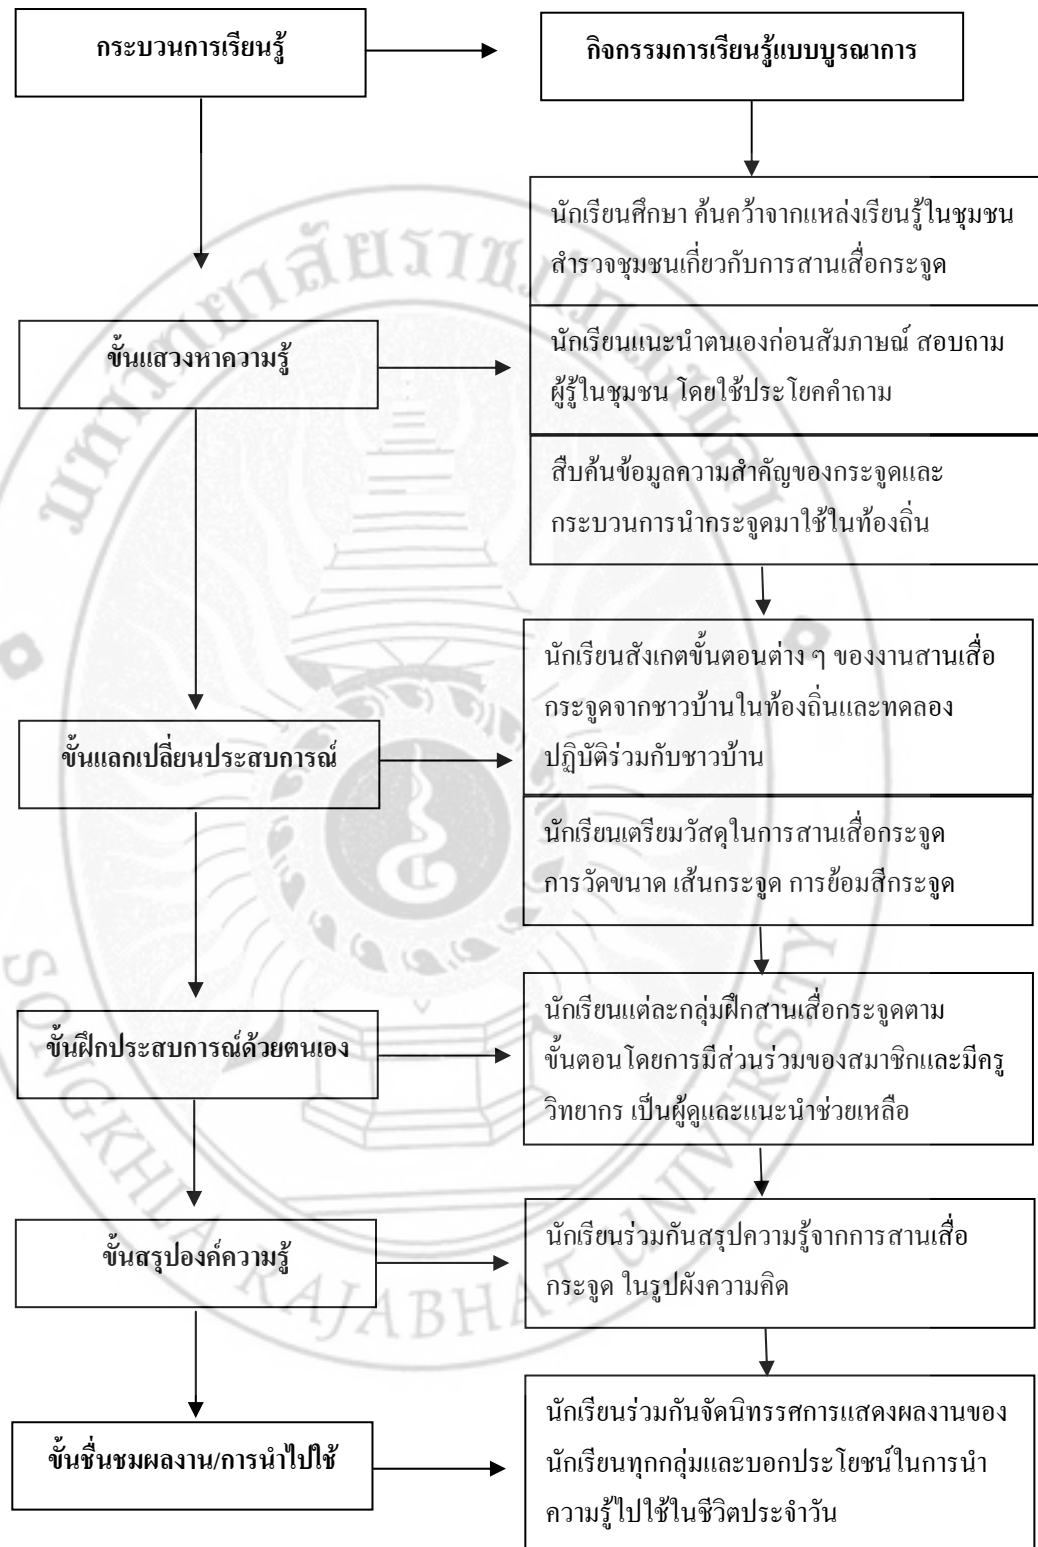 กระบวนการเรียนรู้
กิจกรรมการเรียนรู้แบบบูรณาการ
นักเรียนศึกษา ค้นคว้าจากแหล่งเรียนรู้ในชุมชน
สำรวจชุมชนเกี่ยวกับการสานเสื่อกระจูด
ขั้นแสวงหาความรู้
นักเรียนแนะนำตนเองก่อนสัมภาษณ์ สอบถาม
ผู้รู้ในชุมชน โดยใช้ประโยคคำถาม
สืบค้นข้อมูลความสำคัญของกระจูดและ
กระบวนการนำกระจูดมาใช้ในท้องถิ่น
ขั้นแลกเปลี่ยนประสบการณ์
นักเรียนสังเกตขั้นตอนต่าง ๆ ของงานสานเสื่อ
กระจูดจากชาวบ้านในท้องถิ่นและทดลอง
ปฏิบัติร่วมกับชาวบ้าน
นักเรียนเตรียมวัสดุในการสานเสื่อกระจูด
การวัดขนาด เส้นกระจูด การย้อมสีกระจูด
ขั้นฝึกประสบการณ์ด้วยตนเอง
นักเรียนแต่ละกลุ่มฝึกสานเสื่อกระจูดตาม
ขั้นตอนโดยการมีส่วนร่วมของสมาชิกและมีครู
วิทยากร เป็นผู้ดูและแนะนำช่วยเหลือ
ขั้นสรุปองค์ความรู้
นักเรียนร่วมกันสรุปความรู้จากการสานเสื่อ
กระจูด ในรูปผังความคิด
ขั้นชื่นชมผลงาน/การนำไปใช้
นักเรียนร่วมกันจัดนิทรรศการแสดงผลงานของ
นักเรียนทุกกลุ่มและบอกประโยชน์ในการนำ
ความรู้ไปใช้ในชีวิตประจำวัน
มหาวิทยาลัยราชภัฏสงขลา
SONGKHLA RAJABHAT UNIVERSITY